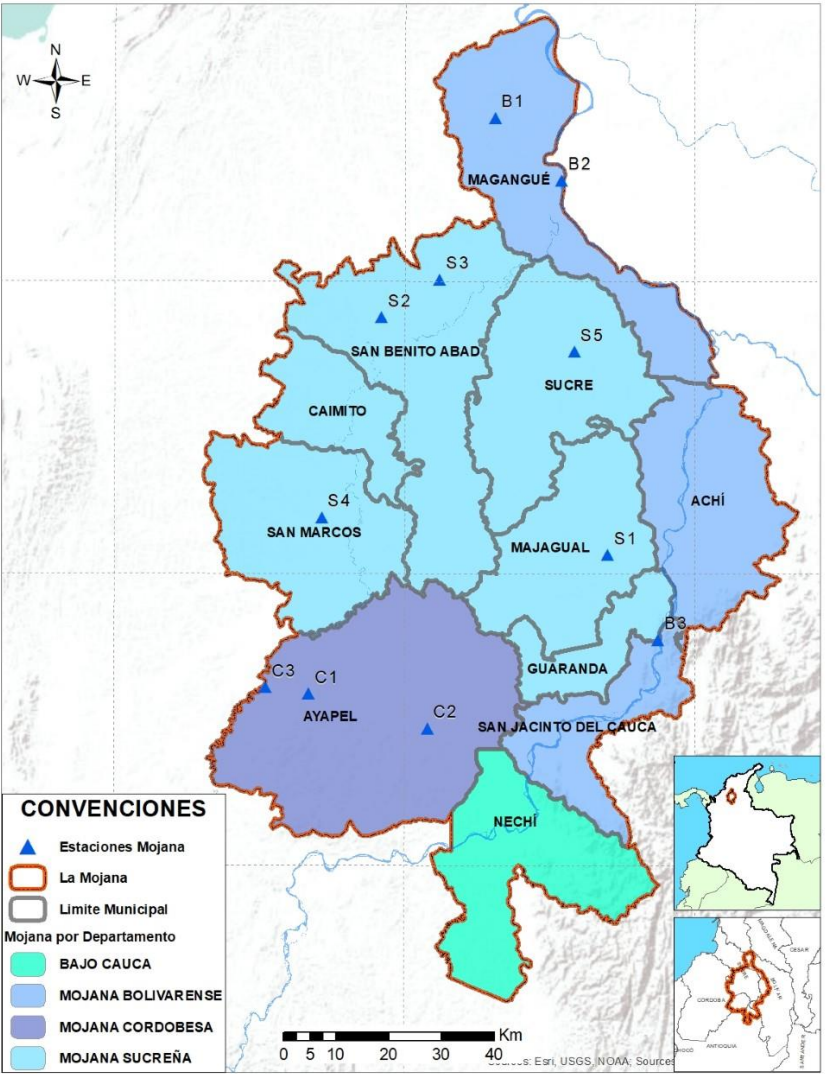 N
W E
S
B1
B2
MAGANGUÉ
S3
S2
SAN BENITO ABAD
S5
SUCRE
CAIMITO
ACHÍ
S4
SAN MARCOS
MAJAGUAL
S1
B3
GUARANDA
C3
C1
AYAPEL
C2
SAN JACINTO DEL CAUCA
NECHÍ
CONVENCIONES
Estaciones Mojana
La Mojana
Limite Municipal
Mojana por Departamento
BAJO CAUCA
MOJANA BOLIVARENSE
MOJANA CORDOBESA
MOJANA SUCREÑA
Km
0 5 10 20 30 40
Sources: Esri, USGS, NOAA; Sources
MAGDALENA
CESAR
BOLIVAR
CORDOBA
ANTIOQUIA
SANTANDER